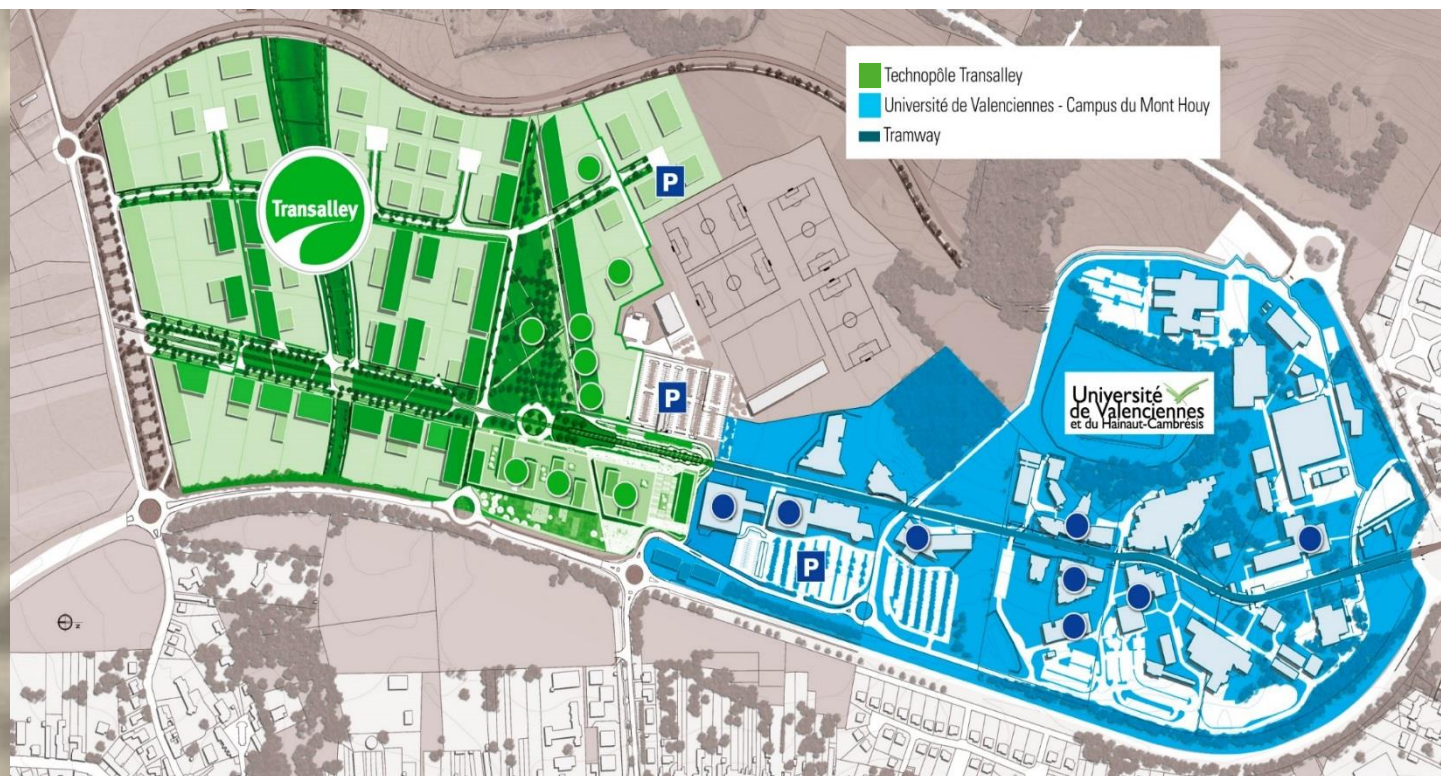 Technopôle Transalley
Université de Valenciennes - Campus du Mont Houy
Tramway
Transalley
P
Université
de Valenciennes
et du Hainaut-Cambrésis
P
P
N